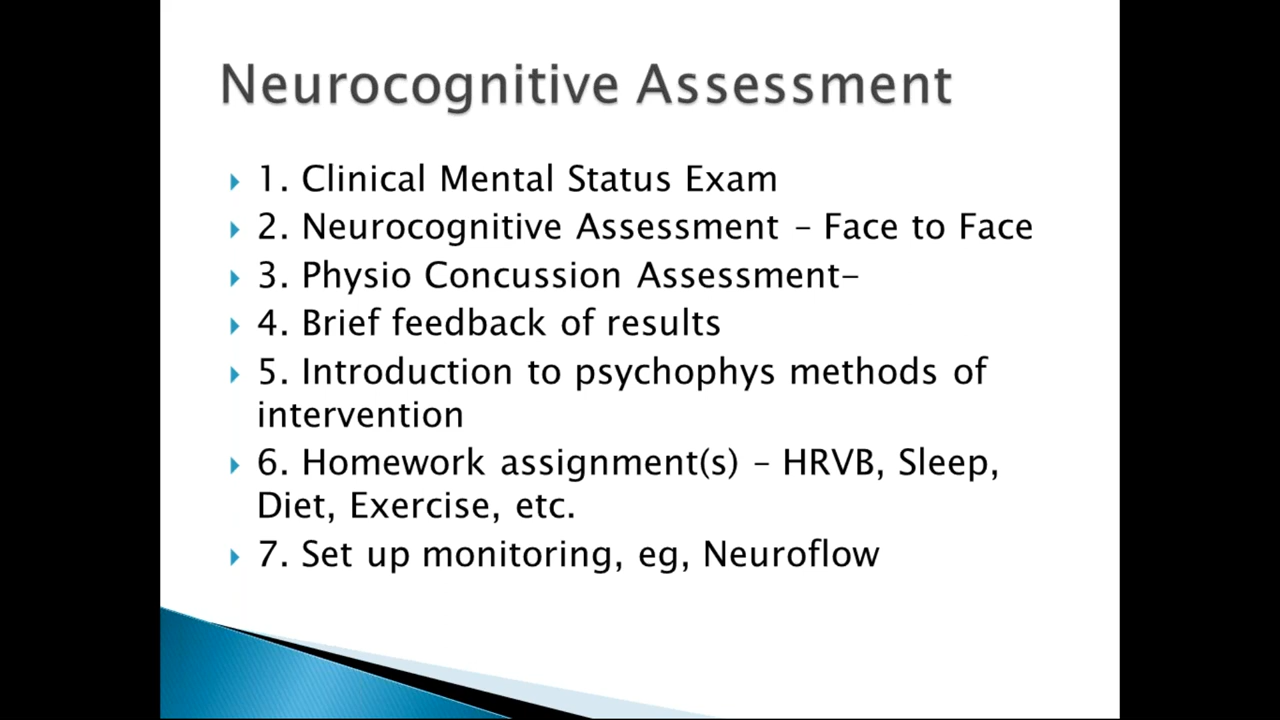 Neurocognitive Assessment
1. Clinical Mental Status Exam
2. Neurocognitive Assessment – Face to Face
3. Physio Concussion Assessment–
4. Brief feedback of results
5. Introduction to psychophys methods of
intervention
6. Homework assignment(s) – HRVB, Sleep,
Diet, Exercise, etc.
7. Set up monitoring, eg, Neuroflow